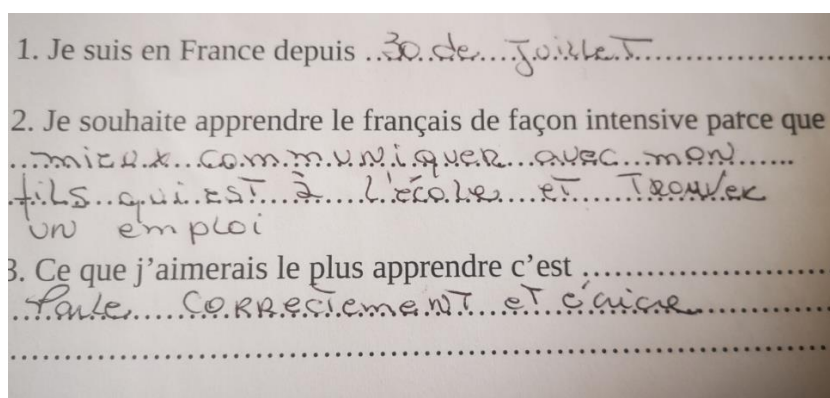 1. Je suis en France depuis ..30 de Joillet..........
2. Je souhaite apprendre le français de façon intensive parce que
mieux communiquer avec mon
fils qui est à l'école et trouver
un emploi
3. Ce que j'aimerais le plus apprendre c'est ........................
Parle correctement et écrire
................................................................